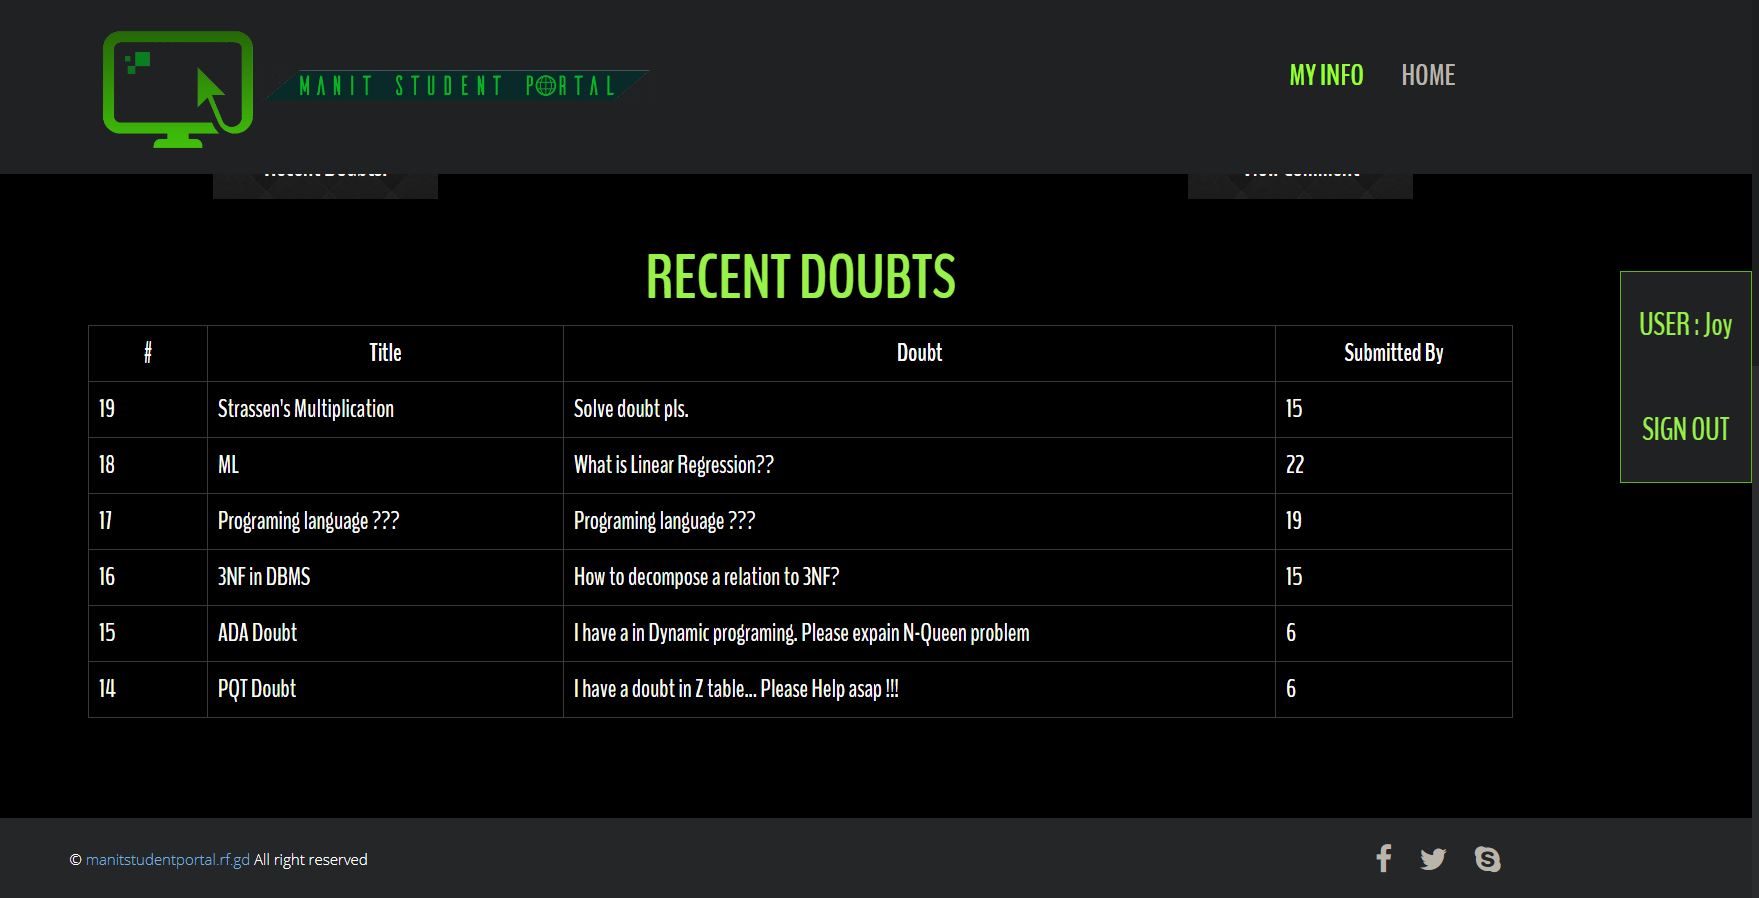 MANIT STUDENT PORTAL
MY INFO HOME
Recent Doubts.
View Comment
RECENT DOUBTS
USER : Joy
SIGN OUT
# Title Doubt Submitted By
19 Strassen's Multiplication Solve doubt pls. 15
18 ML What is Linear Regression?? 22
17 Programing language ??? Programing language ??? 19
16 3NF in DBMS How to decompose a relation to 3NF? 15
15 ADA Doubt I have a in Dynamic programing. Please expain N-Queen problem 6
14 PQT Doubt I have a doubt in Z table... Please Help asap !!! 6
© manitstudentportal.rf.gd All right reserved